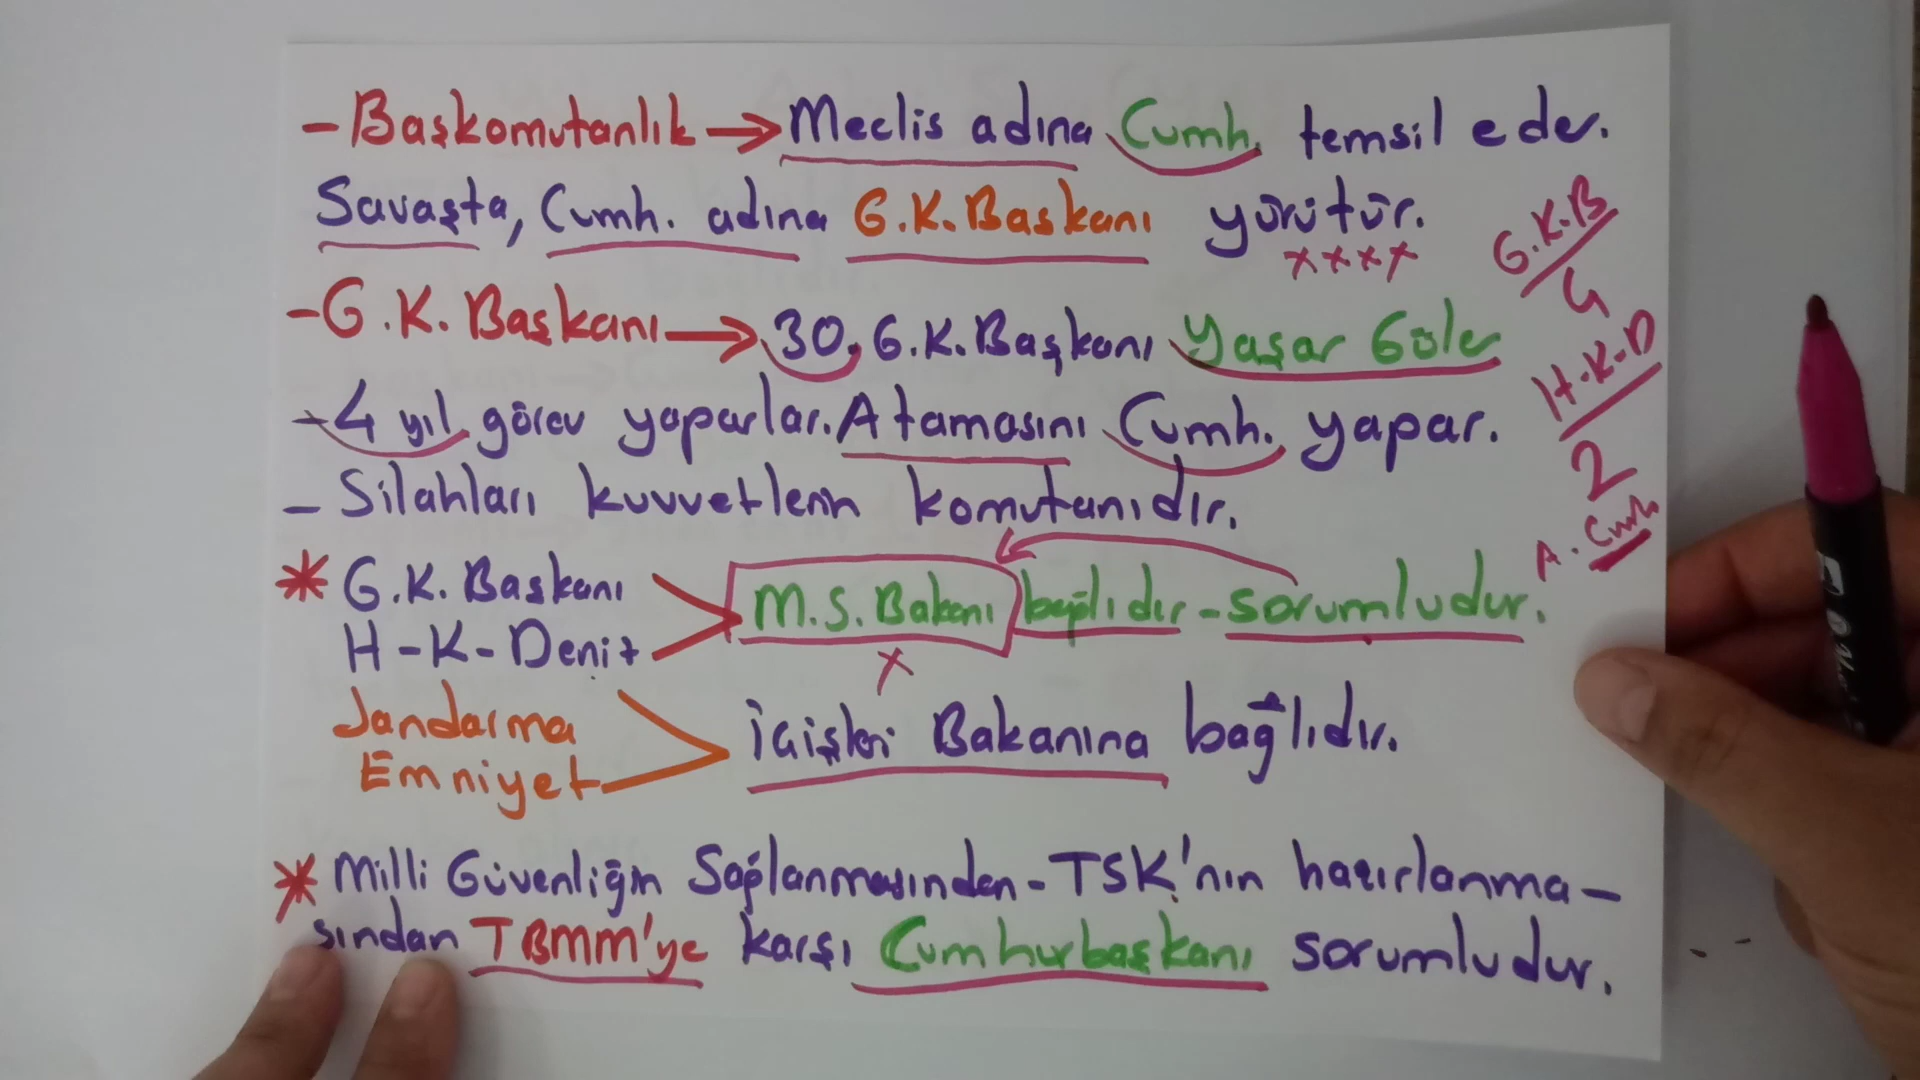 - Başkomutanlık → Meclis adına Cumh. temsil eder.
Savaşta, Cumh. adına G.K.Başkanı yürütür.
xxxx
G.K.B
4
- G.K. Başkanı → 30. G.K.Başkanı Yaşar Güler
H-K-D
2
A. Cumh.
- 4 yıl görev yaparlar. Atamasını Cumh. yapar.
- Silahları kuvvetlerin komutanıdır.
* G.K. Başkanı
H-K-Deniz
M.S.Bakanı bağlıdır - sorumludur.
x
Jandarma
Emniyet
İçişleri Bakanına bağlıdır.
* Milli Güvenliğin Sağlanmasından - TSK'nın hazırlanma-
sından TBMM'ye karşı Cumhurbaşkanı sorumludur.